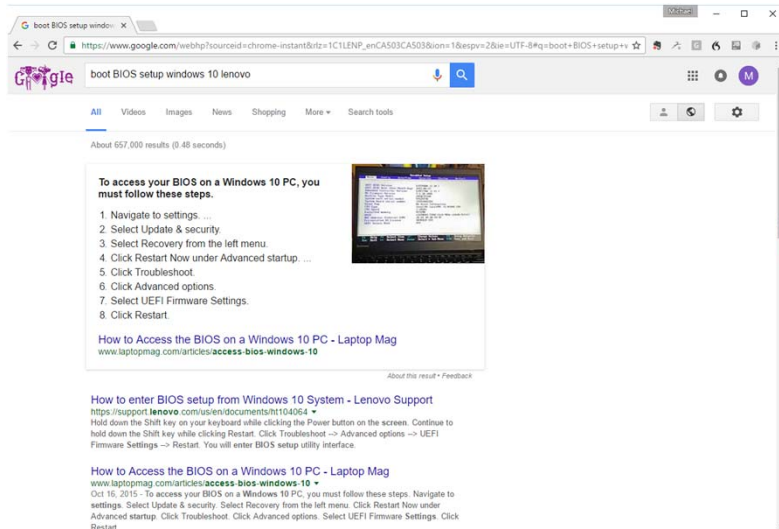 Michael
G boot BIOS setup window
https://www.google.com/webhp?sourceid=chrome-instant&rlz=1C1LENP_enCA503CA503&ion=1&espv=2&ie=UTF-8#q=boot+BIOS+setup+v
Google
boot BIOS setup windows 10 lenovo
M
All Videos Images News Shopping More Search tools
About 657,000 results (0.48 seconds)
To access your BIOS on a Windows 10 PC, you
must follow these steps.
1. Navigate to settings. ...
2. Select Update & security.
3. Select Recovery from the left menu.
4. Click Restart Now under Advanced startup. ...
5. Click Troubleshoot.
6. Click Advanced options.
7. Select UEFI Firmware Settings.
8. Click Restart.
How to Access the BIOS on a Windows 10 PC - Laptop Mag
www.laptopmag.com/articles/access-bios-windows-10
About this result • Feedback
How to enter BIOS setup from Windows 10 System - Lenovo Support
https://support.lenovo.com/us/en/documents/ht104064
Hold down the Shift key on your keyboard while clicking the Power button on the screen. Continue to
hold down the Shift key while clicking Restart. Click Troubleshoot --> Advanced options --> UEFI
Firmware Settings --> Restart. You will enter BIOS setup utility interface.
How to Access the BIOS on a Windows 10 PC - Laptop Mag
www.laptopmag.com/articles/access-bios-windows-10
Oct 16, 2015 - To access your BIOS on a Windows 10 PC, you must follow these steps. Navigate to
settings. Select Update & security. Select Recovery from the left menu. Click Restart Now under
Advanced startup. Click Troubleshoot. Click Advanced options. Select UEFI Firmware Settings. Click
Restart.